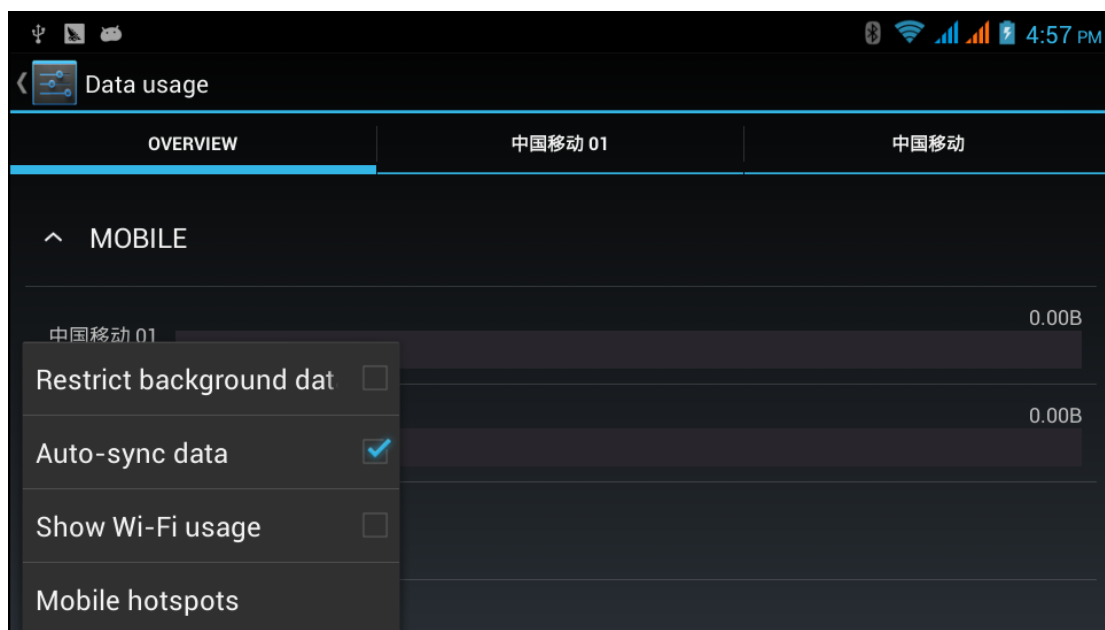 4:57 PM
Data usage
OVERVIEW 中国移动 01 中国移动
MOBILE
0.00B
中国移动 01
Restrict background dat
0.00B
Auto-sync data
Show Wi-Fi usage
Mobile hotspots